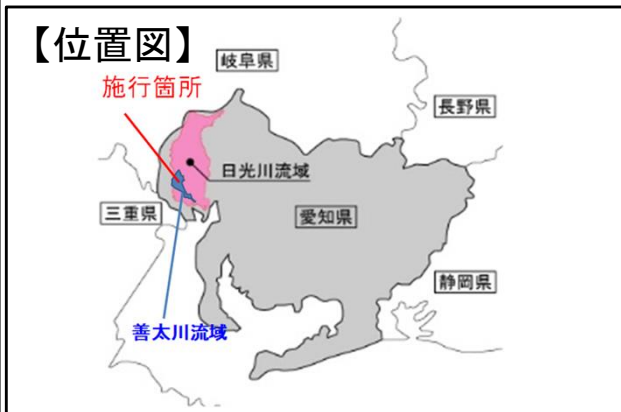 【位置図】
岐阜県
施行箇所
長野県
日光川流域
三重県
愛知県
静岡県
善太川流域